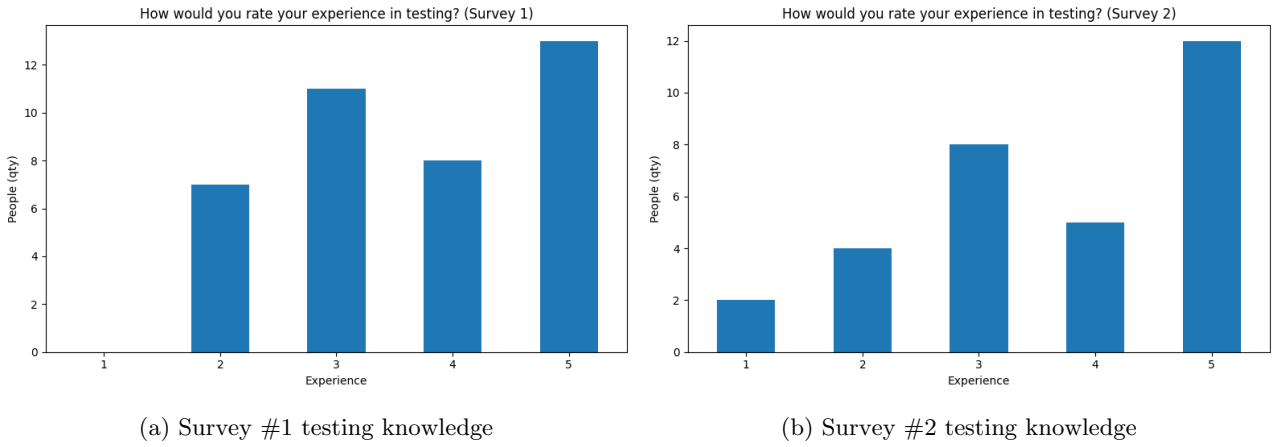 How would you rate your experience in testing? (Survey 1)
12
10
8
6
4
2
0
People (qty)
1 2 3 4 5
Experience
(a) Survey #1 testing knowledge
How would you rate your experience in testing? (Survey 2)
12
10
8
6
4
2
0
People (qty)
1 2 3 4 5
Experience
(b) Survey #2 testing knowledge